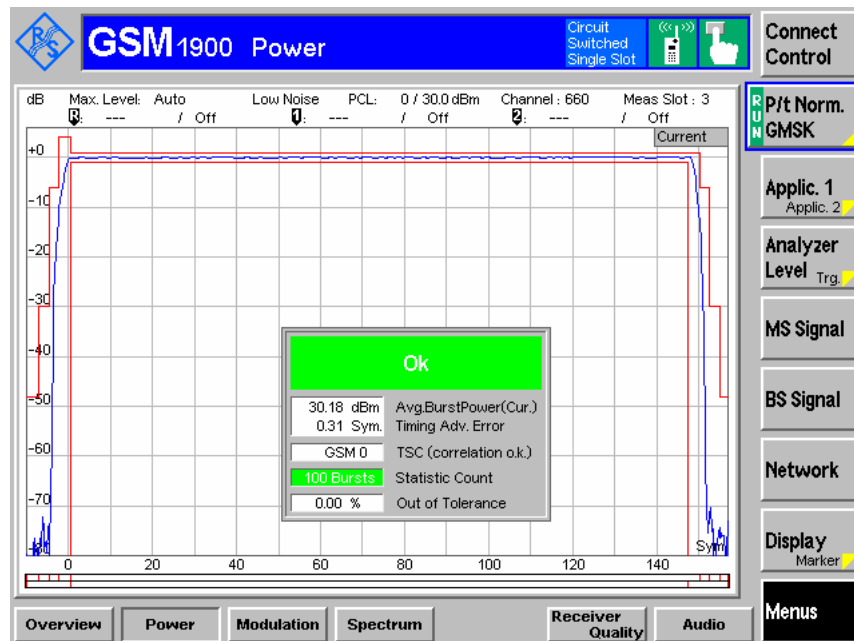 R&S
GSM 1900 Power
Circuit
Switched
Single Slot
Connect
Control
dB Max. Level: Auto Low Noise PCL: 0 / 30.0 dBm Channel : 660 Meas Slot : 3
R: --- / Off 1: --- / Off 2: --- / Off
Current
RUN
P/t Norm.
GMSK
Applic. 1
Applic. 2
Analyzer
Level Trg.
MS Signal
BS Signal
Network
Display
Marker
Menus
+0
-10
-20
-30
-40
-50
-60
-70
-80
Ok
30.18 dBm Avg.BurstPower(Cur.)
0.31 Sym. Timing Adv. Error
GSM 0 TSC (correlation o.k.)
100 Bursts Statistic Count
0.00 % Out of Tolerance
Sym
0 20 40 60 80 100 120 140
Overview Power Modulation Spectrum Receiver Quality Audio